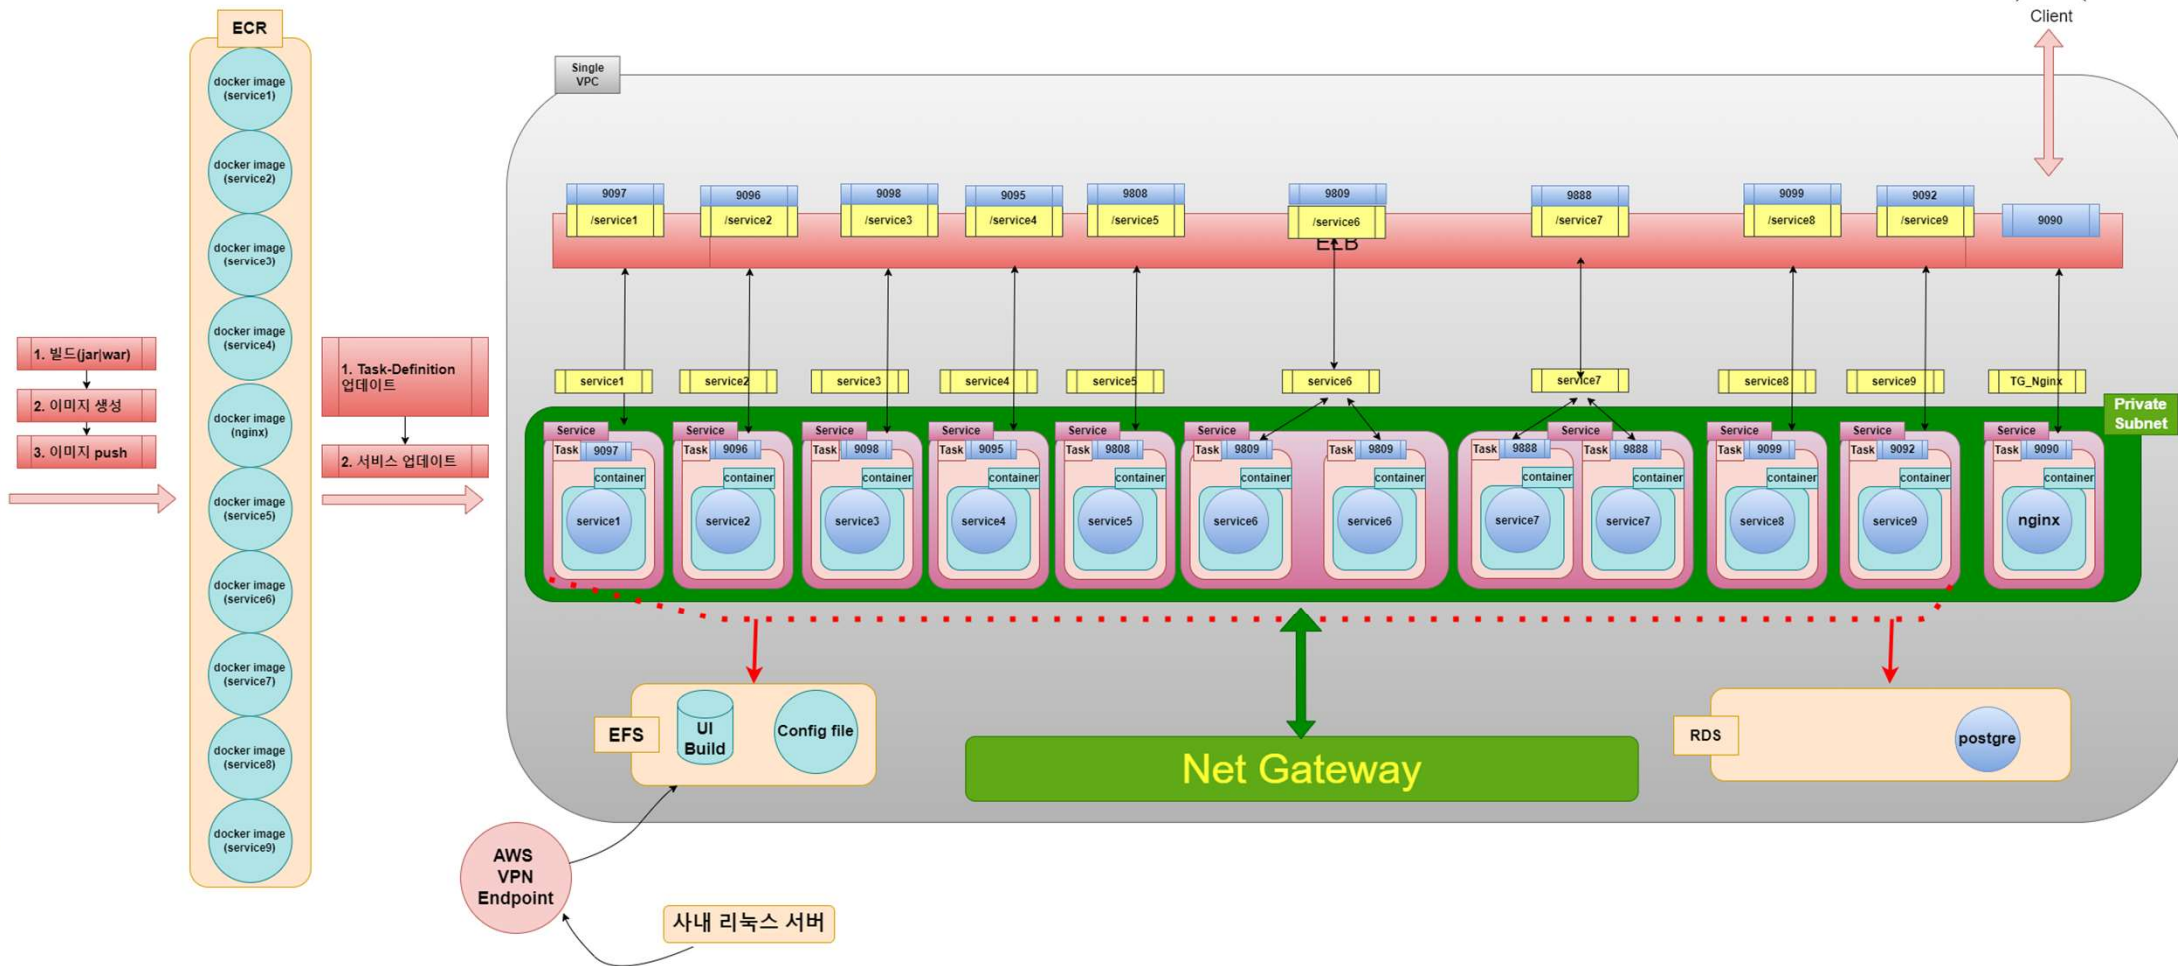 Client
ECR
docker image
(service1)
docker image
(service2)
docker image
(service3)
docker image
(service4)
docker image
(nginx)
docker image
(service5)
docker image
(service6)
docker image
(service7)
docker image
(service8)
docker image
(service9)
1. 빌드(jar|war)
2. 이미지 생성
3. 이미지 push
1. Task-Definition
업데이트
2. 서비스 업데이트
Single
VPC
9097
9096
9098
9095
9808
9809
9888
9099
9092
9090
/service1
/service2
/service3
/service4
/service5
/service6
/service7
/service8
/service9
ELB
service1
service2
service3
service4
service5
service6
service7
service8
service9
TG_Nginx
Private
Subnet
Service
Task
9097
container
service1
Service
Task
9096
container
service2
Service
Task
9098
container
service3
Service
Task
9095
container
service4
Service
Task
9808
container
service5
Service
Task
9809
container
service6
Task
9809
container
service6
Service
Task
9888
container
service7
Task
9888
container
service7
Service
Task
9099
container
service8
Service
Task
9092
container
service9
Service
Task
9090
container
nginx
EFS
UI
Build
Config file
Net Gateway
RDS
postgre
AWS
VPN
Endpoint
사내 리눅스 서버